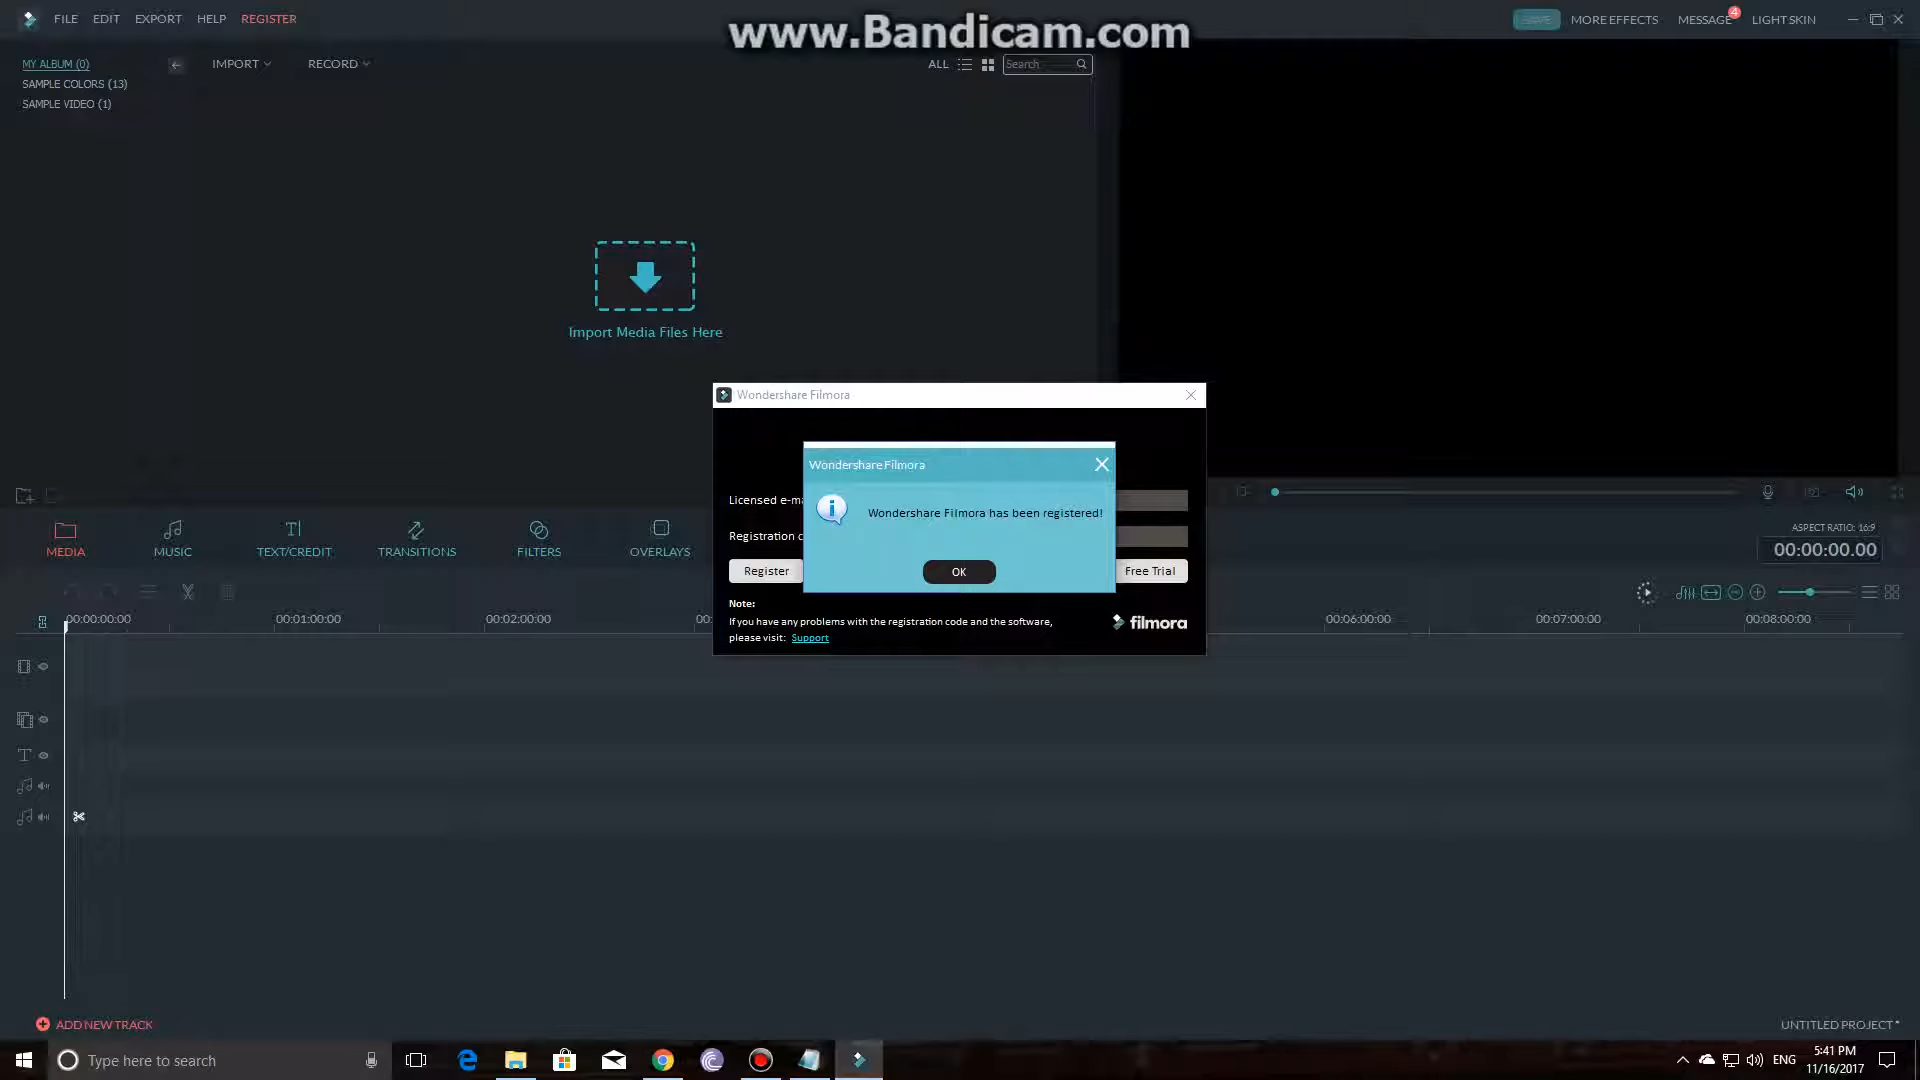 FILE EDIT EXPORT HELP REGISTER
www.Bandicam.com
SAVE MORE EFFECTS MESSAGE 4 LIGHT SKIN
MY ALBUM (0)
SAMPLE COLORS (13)
SAMPLE VIDEO (1)
IMPORT RECORD
ALL Search
Import Media Files Here
Wondershare Filmora
Wondershare Filmora
Licensed e-ma
Wondershare Filmora has been registered!
Registration c
Register OK Free Trial
Note:
If you have any problems with the registration code and the software,
please visit: Support
filmora
MEDIA MUSIC TEXT/CREDIT TRANSITIONS FILTERS OVERLAYS
ASPECT RATIO: 16:9
00:00:00.00
00:00:00:00 00:01:00:00 00:02:00:00 00: 00:06:00:00 00:07:00:00 00:08:00:00
ADD NEW TRACK
UNTITLED PROJECT*
Type here to search
ENG
5:41 PM
11/16/2017